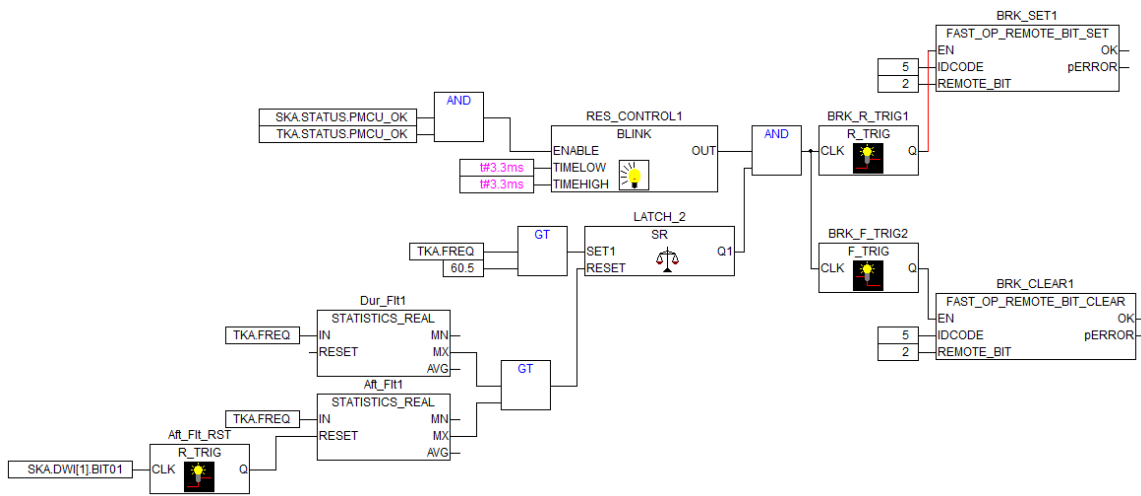 BRK_SET1
FAST_OP_REMOTE_BIT_SET
EN OK
5 IDCODE pERROR
2 REMOTE_BIT
AND
SKA.STATUS.PMCU_OK
TKA.STATUS.PMCU_OK
RES_CONTROL1
BLINK
ENABLE OUT
t#3.3ms TIMELOW
t#3.3ms TIMEHIGH
AND
BRK_R_TRIG1
R_TRIG
CLK Q
LATCH_2
SR
SET1 Q1
RESET
GT
TKA.FREQ
60.5
BRK_F_TRIG2
F_TRIG
CLK Q
BRK_CLEAR1
FAST_OP_REMOTE_BIT_CLEAR
EN OK
5 IDCODE pERROR
2 REMOTE_BIT
Dur_Flt1
STATISTICS_REAL
TKA.FREQ IN MN
RESET MX
AVG
GT
Aft_Flt1
STATISTICS_REAL
TKA.FREQ IN MN
RESET MX
AVG
Aft_Flt_RST
R_TRIG
SKA.DWI[1].BIT01 CLK Q